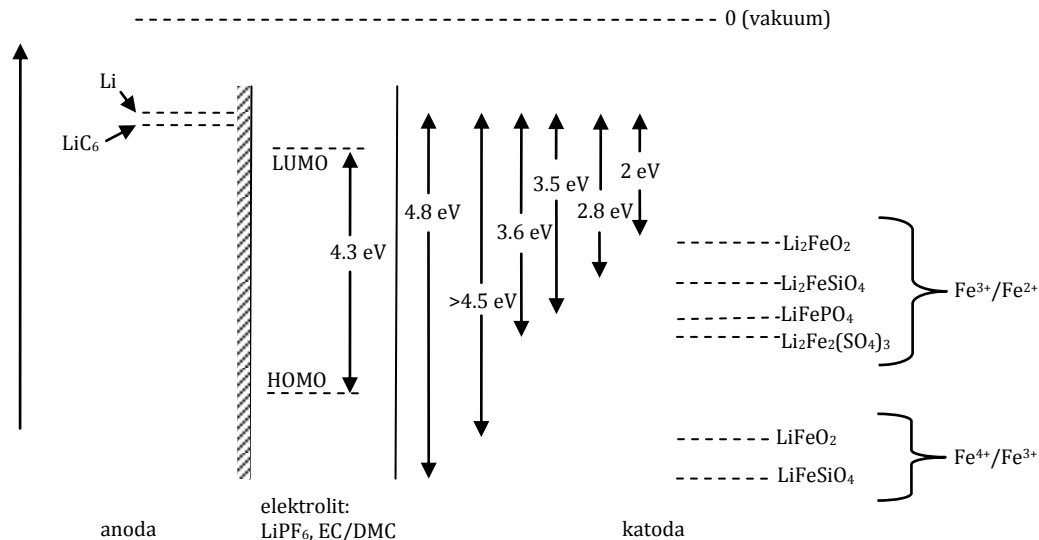 0 (vakuum)
Li
LiC₆
LUMO
4.3 eV
HOMO
4.8 eV
>4.5 eV
3.6 eV
3.5 eV
2.8 eV
2 eV
Li₂FeO₂
Li₂FeSiO₄
LiFePO₄
Li₂Fe₂(SO₄)₃
Fe³⁺/Fe²⁺
LiFeO₂
LiFeSiO₄
Fe⁴⁺/Fe³⁺
anoda
elektrolit:
LiPF₆, EC/DMC
katoda